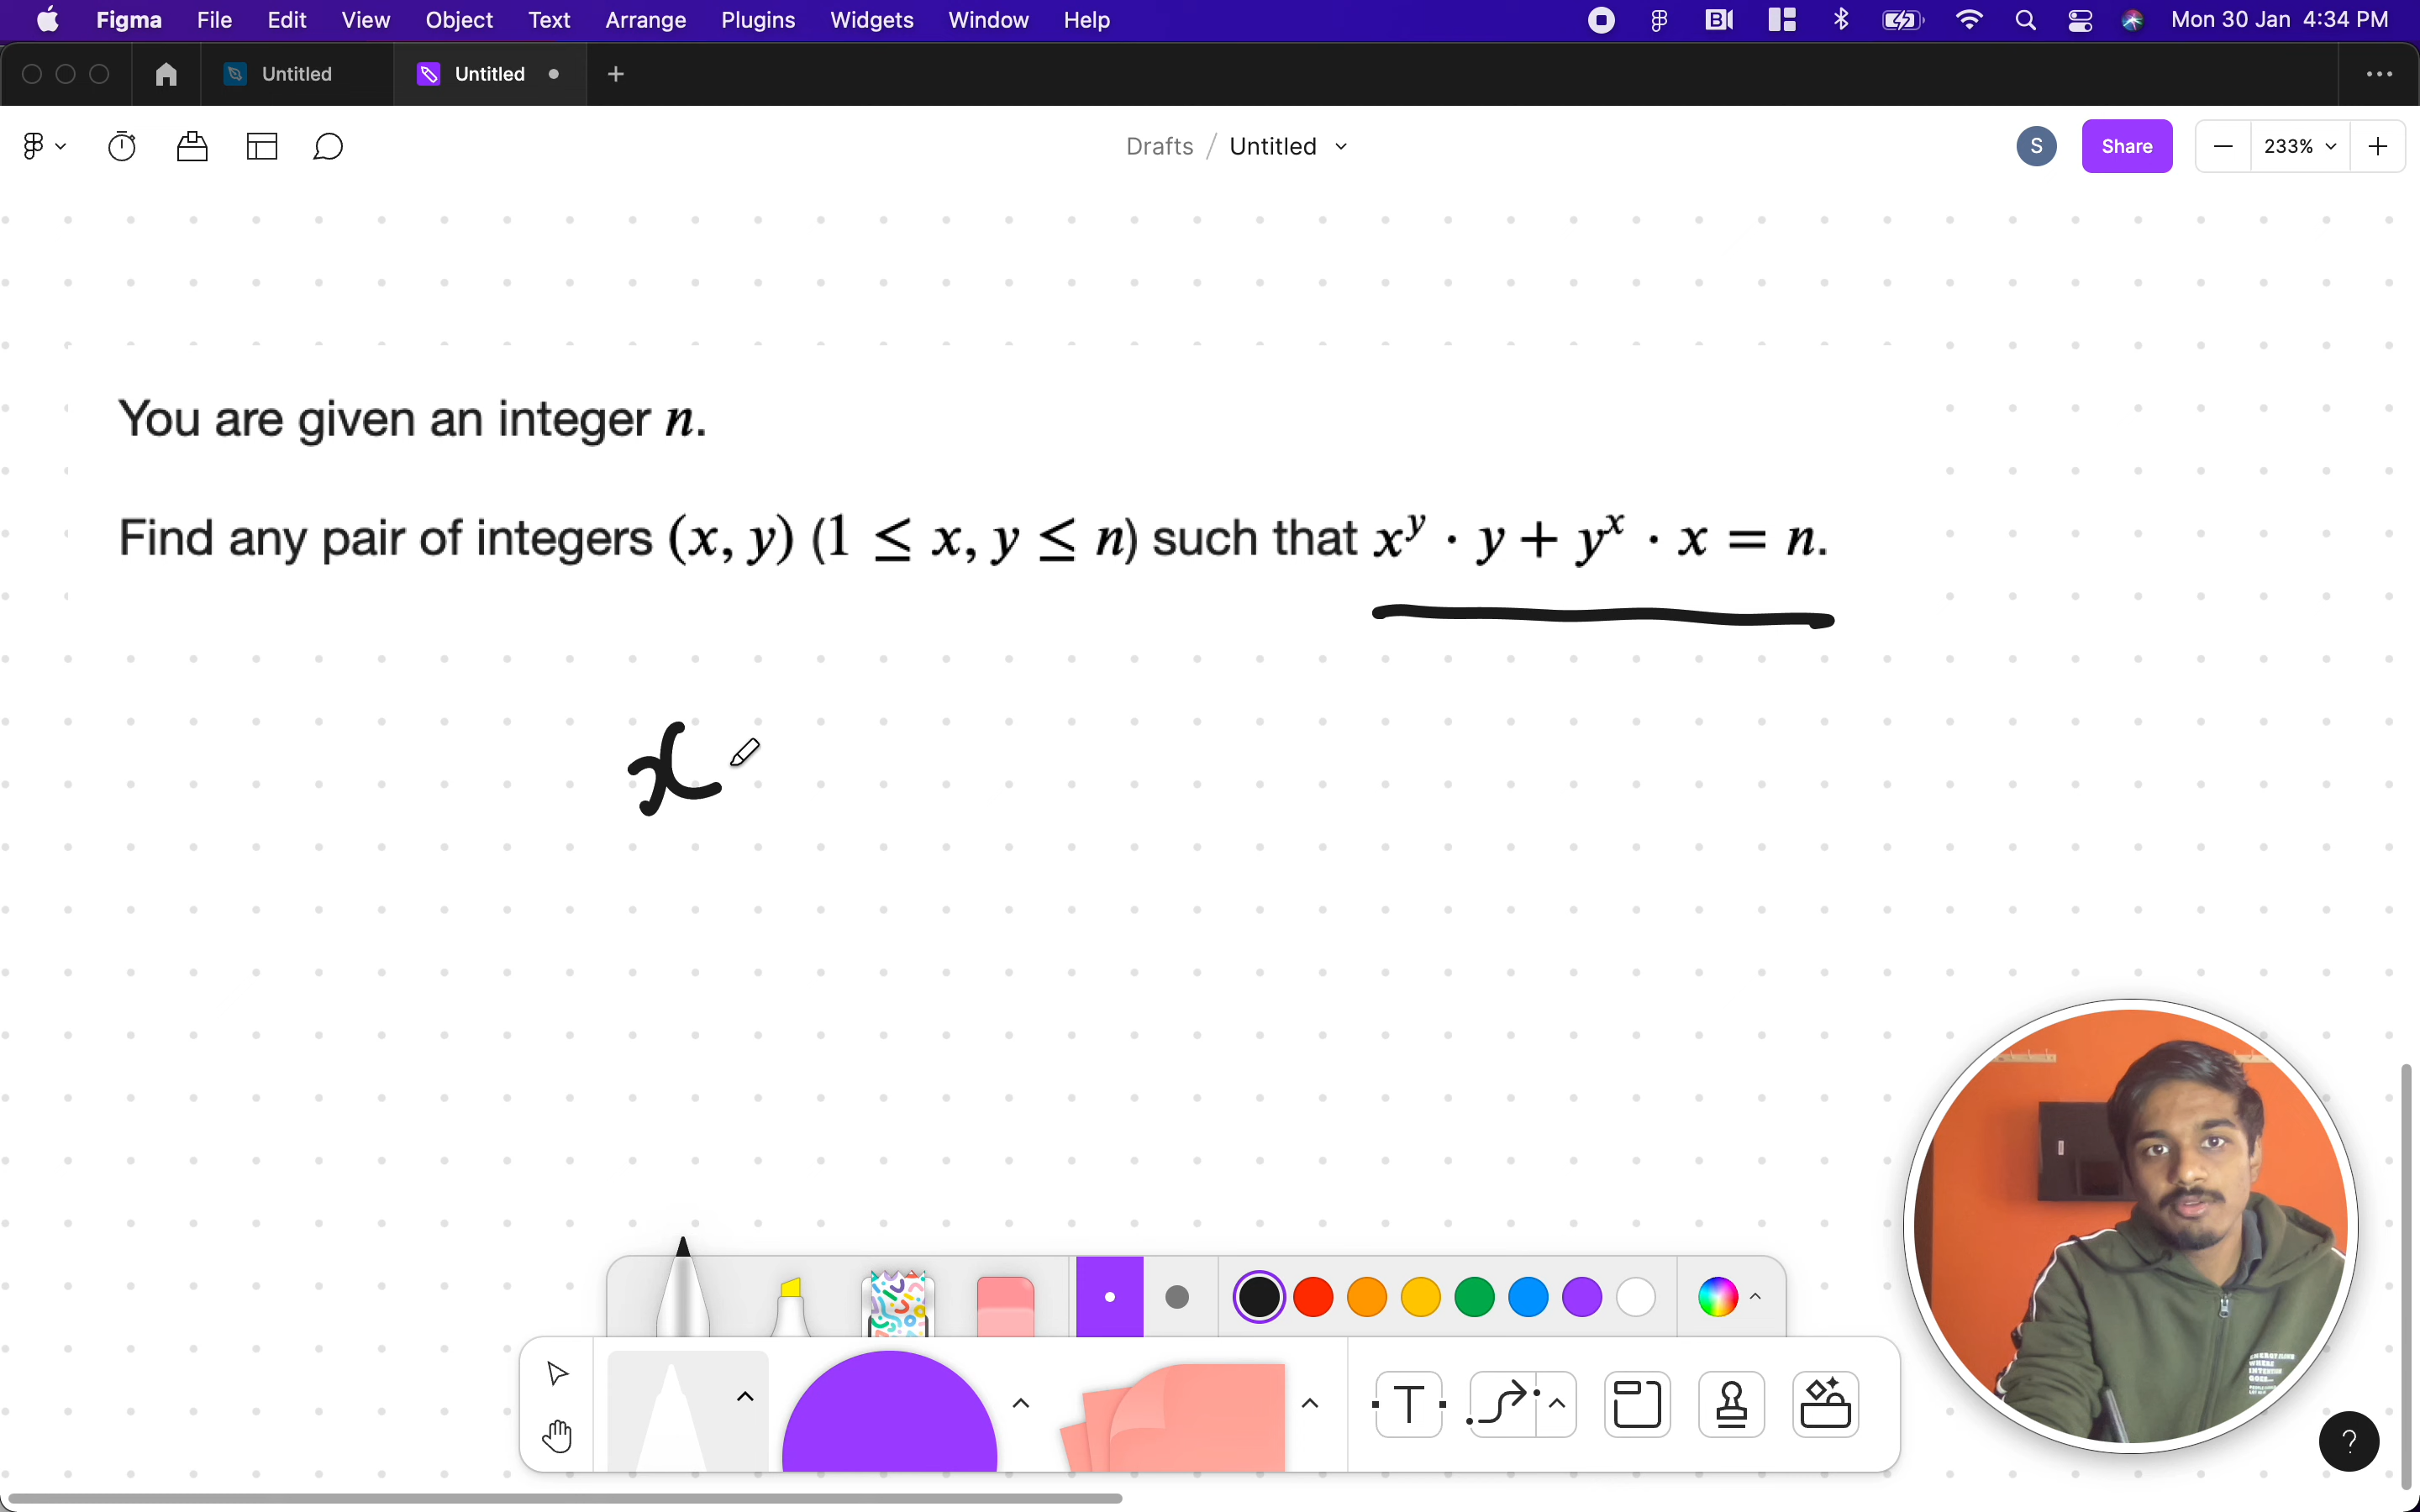 Figma File Edit View Object Text Arrange Plugins Widgets Window Help Mon 30 Jan 4:34 PM
Untitled Untitled
Drafts / Untitled S Share 233%
You are given an integer n.
Find any pair of integers (x, y) (1 ≤ x, y ≤ n) such that x^y · y + y^x · x = n.
x
T
?